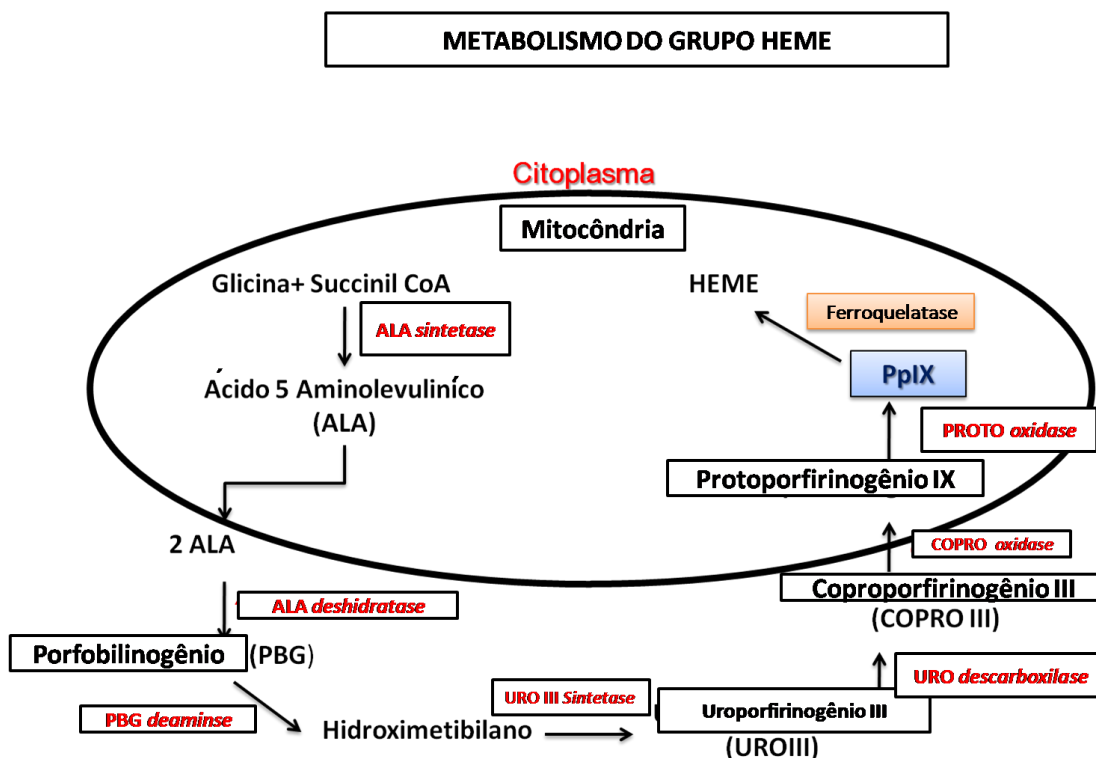 METABOLISMO DO GRUPO HEME
Citoplasma
Mitocôndria
Glicina+ Succinil CoA
ALA sintetase
Ácido 5 Aminolevuliníco
(ALA)
2 ALA
ALA deshidratase
Porfobilinogênio (PBG)
PBG deaminse
Hidroximetibilano
URO III Sintetase
Uroporfirinogênio III
(UROIII)
URO descarboxilase
Coproporfirinogênio III
(COPRO III)
COPRO oxidase
Protoporfirinogênio IX
PROTO oxidase
PpIX
Ferroquelatase
HEME